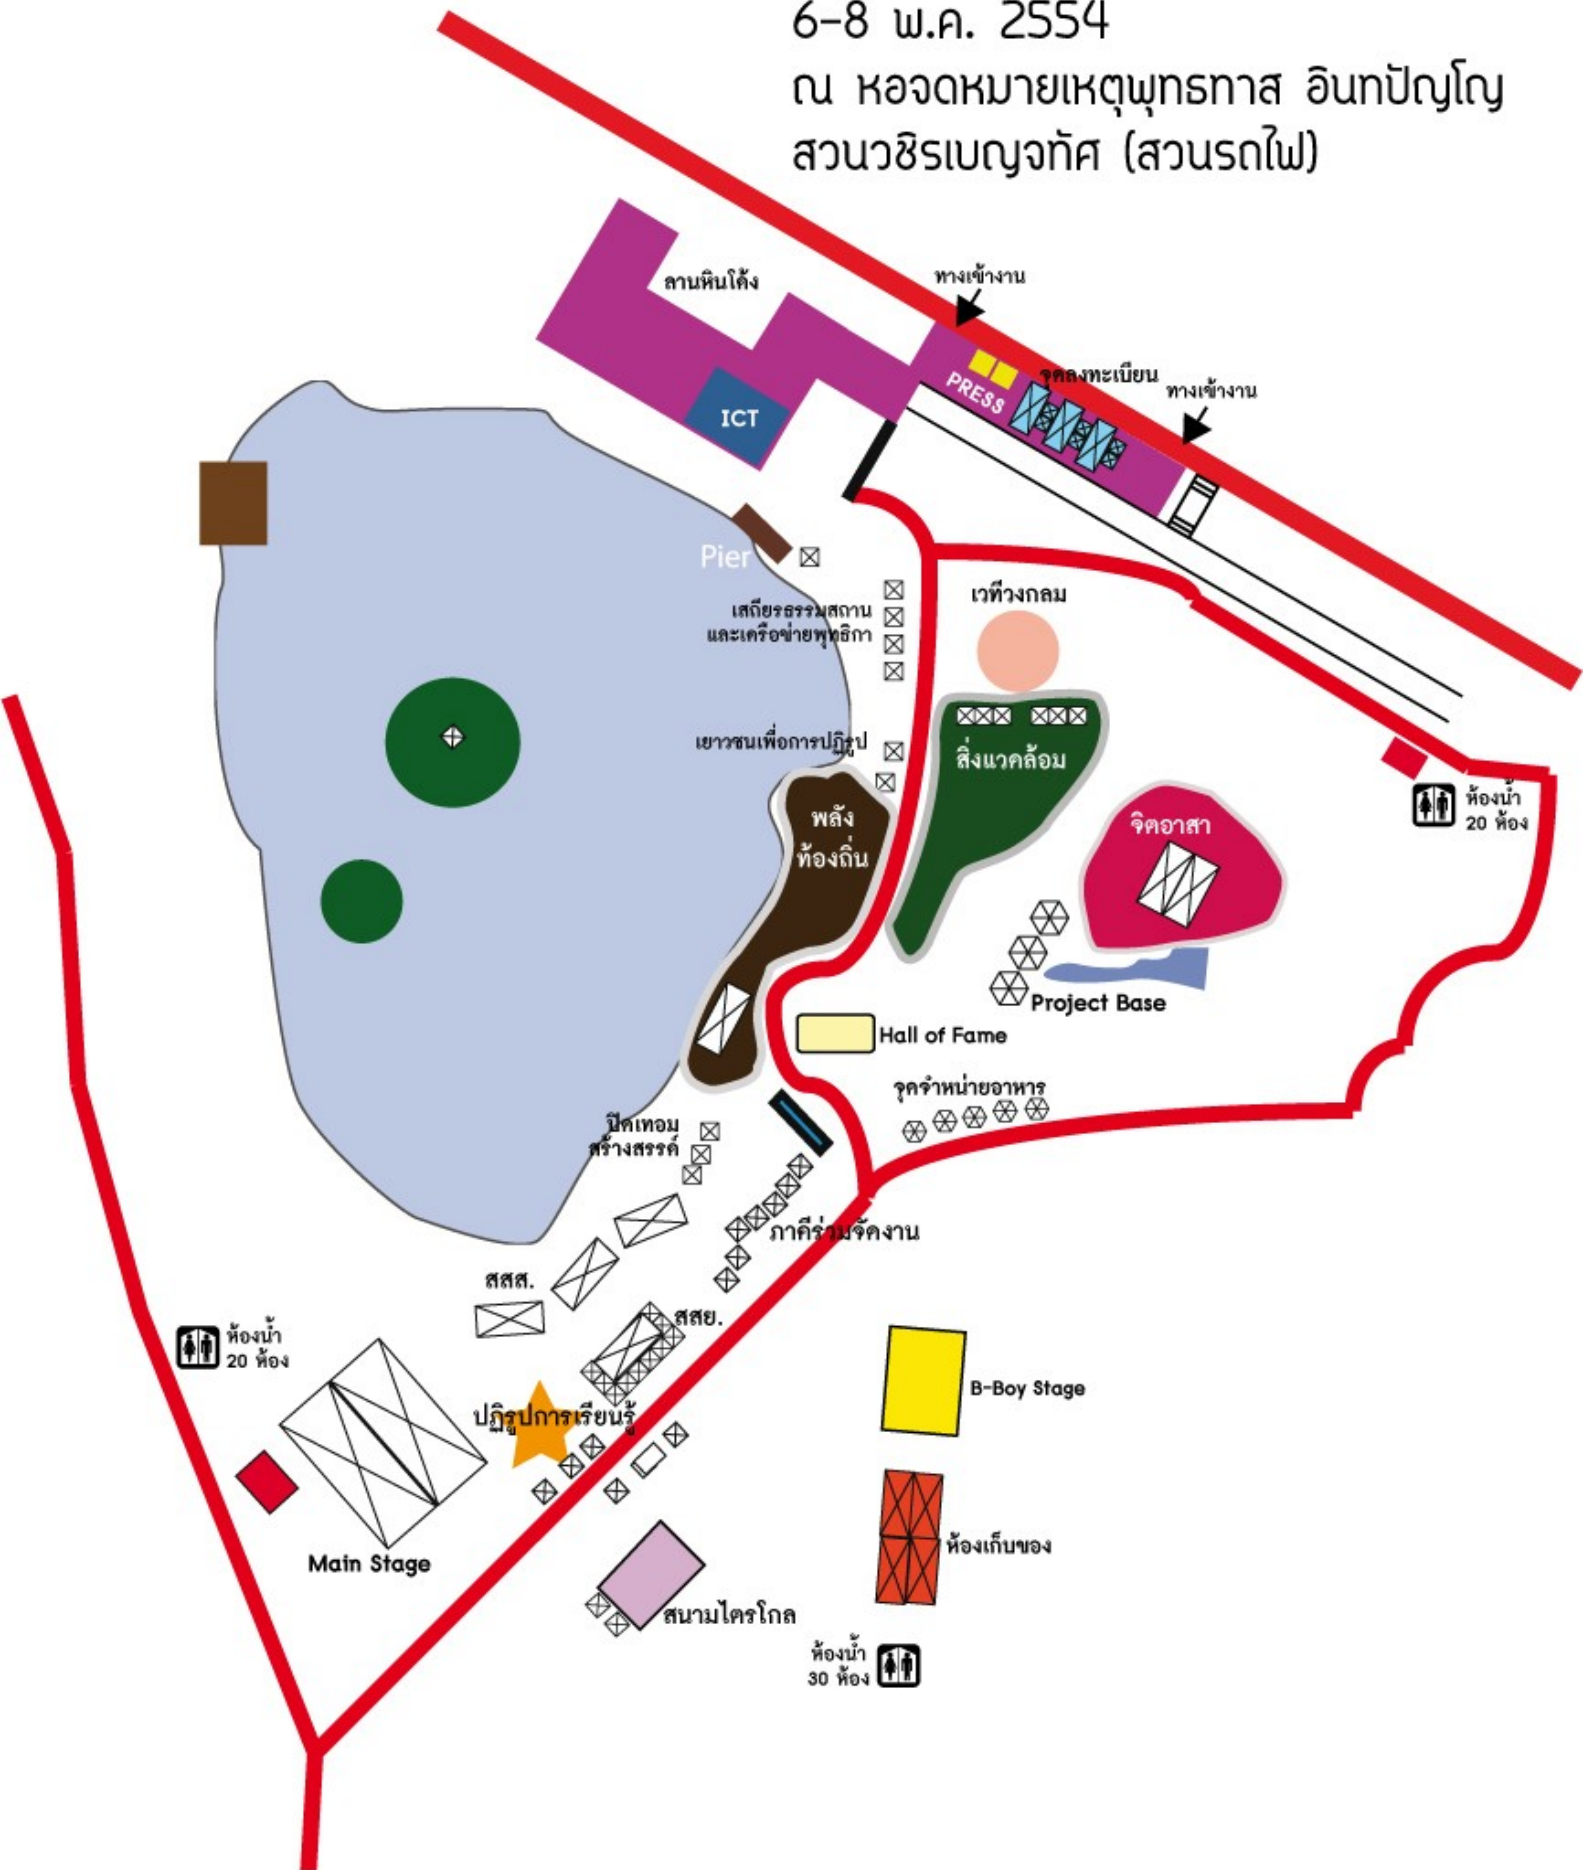 6-8 พ.ค. 2554
ณ หอจดหมายเหตุพุทธทาส อินทปัญโญ
สวนวชิรเบญจทัศ (สวนรถไฟ)
ลานหินโค้ง
ทางเข้างาน
PRESS
จุดลงทะเบียน
ทางเข้างาน
ICT
Pier
เสถียรธรรมสถาน
และเครือข่ายพุทธิกา
เวทีวงกลม
เยาวชนเพื่อการปฏิรูป
สิ่งแวดล้อม
พลัง
ท้องถิ่น
จิตอาสา
ห้องน้ำ
20 ห้อง
Project Base
Hall of Fame
จุดจำหน่ายอาหาร
ปิดเทอม
สร้างสรรค์
ภาคีร่วมจัดงาน
สสส.
สสย.
ห้องน้ำ
20 ห้อง
ปฏิรูปการเรียนรู้
B-Boy Stage
Main Stage
ห้องเก็บของ
สนามไตรโกล
ห้องน้ำ
30 ห้อง